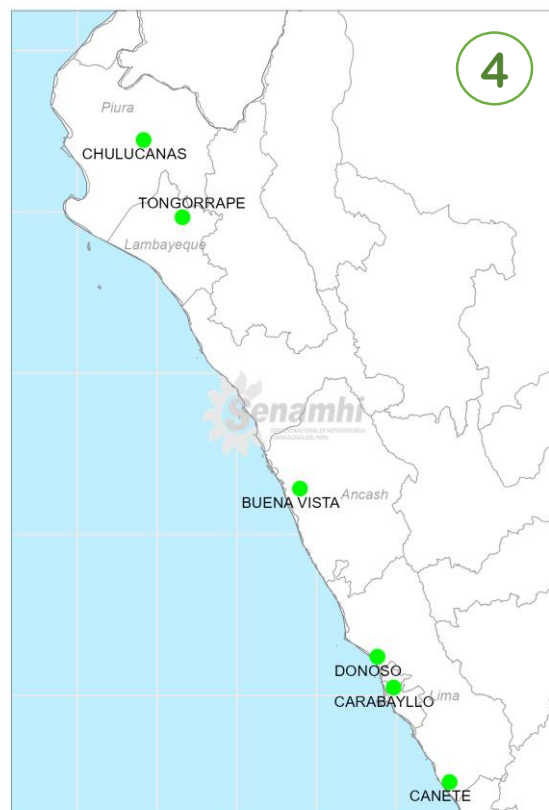 4
Piura
CHULUCANAS
TONGORRAPE
Lambayeque
Senamhi
BUENA VISTA
Ancash
DONOSO
CARABAYLLO
Lima
CANETE